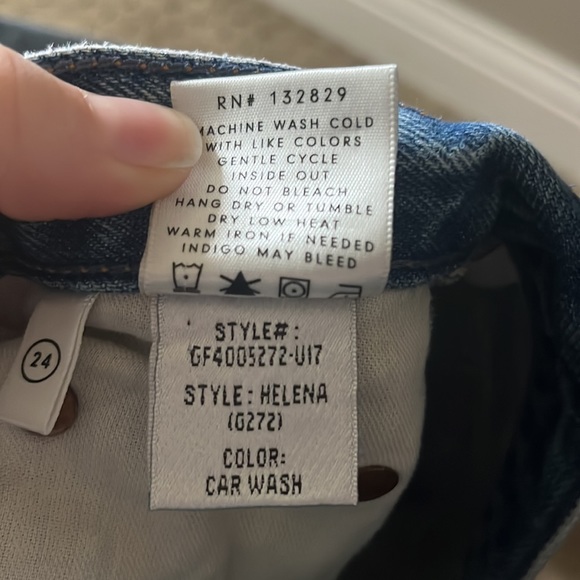 RN# 132829
MACHINE WASH COLD
WITH LIKE COLORS
GENTLE CYCLE
INSIDE OUT
DO NOT BLEACH
HANG DRY OR TUMBLE
DRY LOW HEAT
WARM IRON IF NEEDED
INDIGO MAY BLEED
24
STYLE#:
GF4005272-U17
STYLE: HELENA
(G272)
COLOR:
CAR WASH